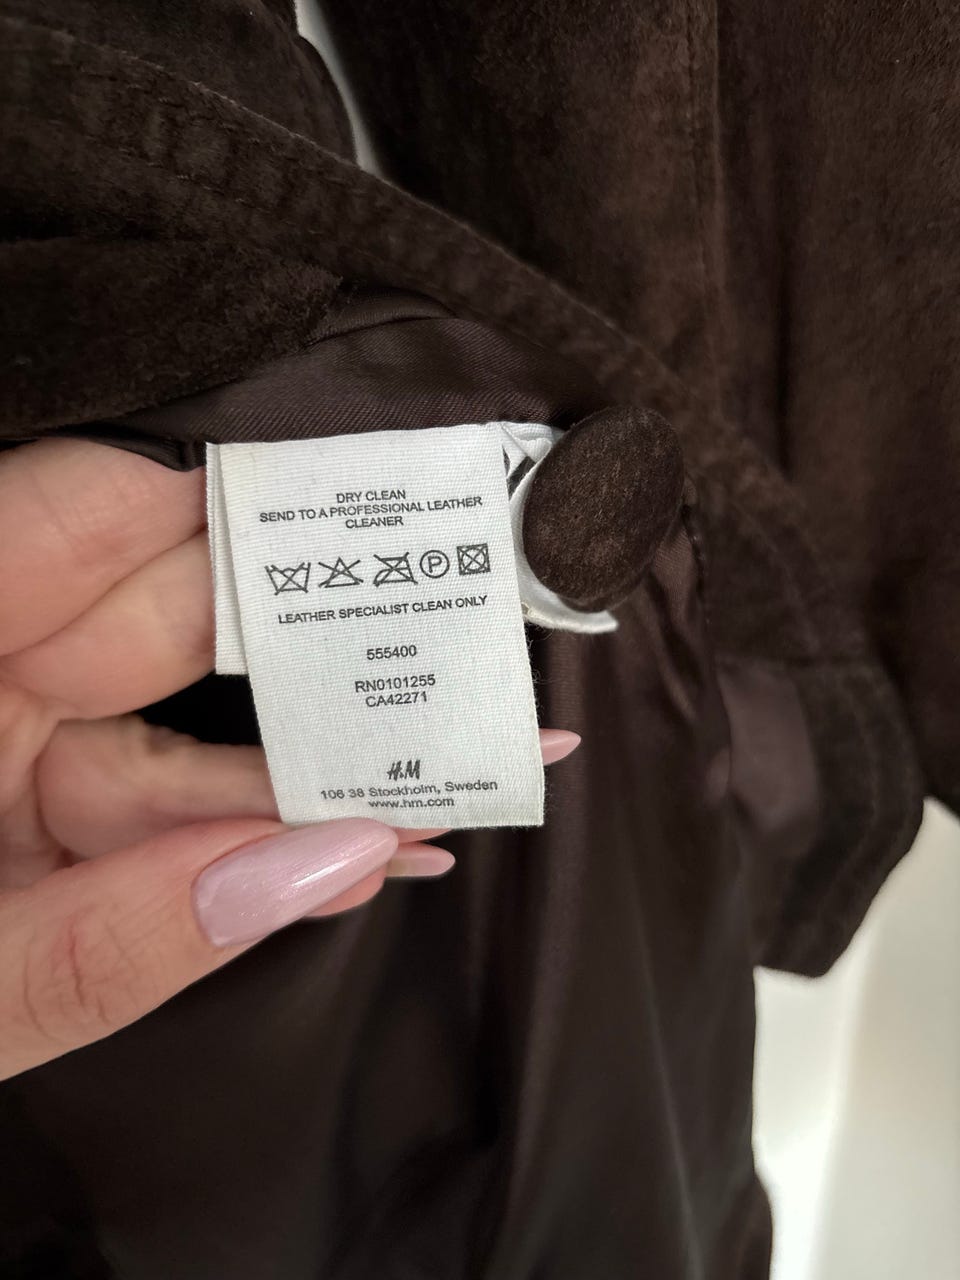 DRY CLEAN
SEND TO A PROFESSIONAL LEATHER
CLEANER
P
LEATHER SPECIALIST CLEAN ONLY
555400
RN0101255
CA42271
H&M
106 38 Stockholm, Sweden
www.hm.com